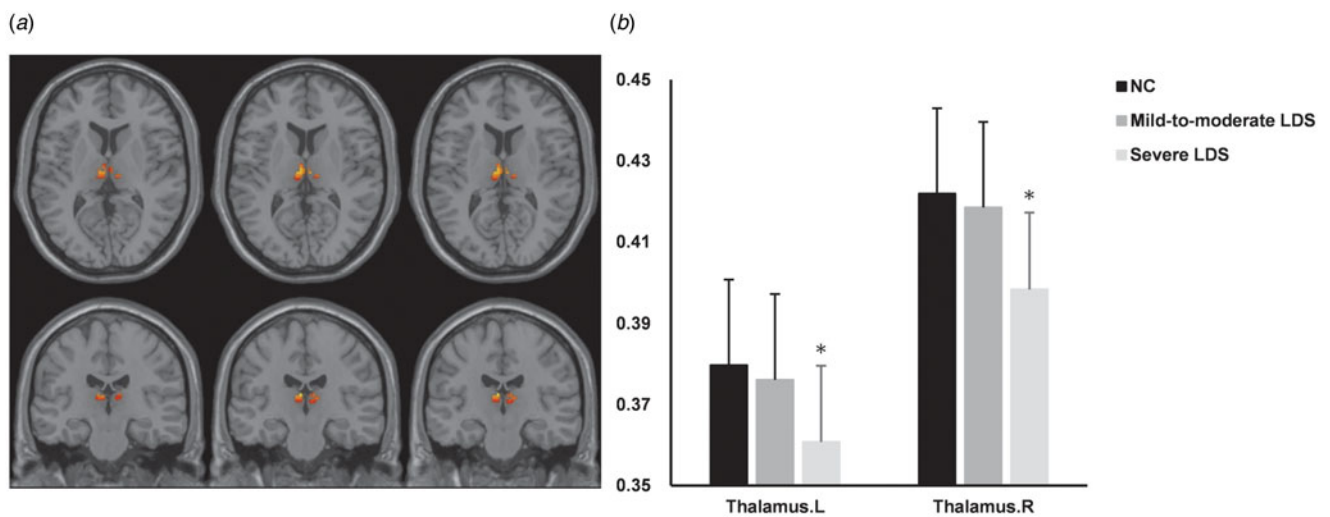 (a)
(b)
0.45
0.43
0.41
0.39
0.37
0.35
*
*
Thalamus.L
Thalamus.R
NC
Mild-to-moderate LDS
Severe LDS